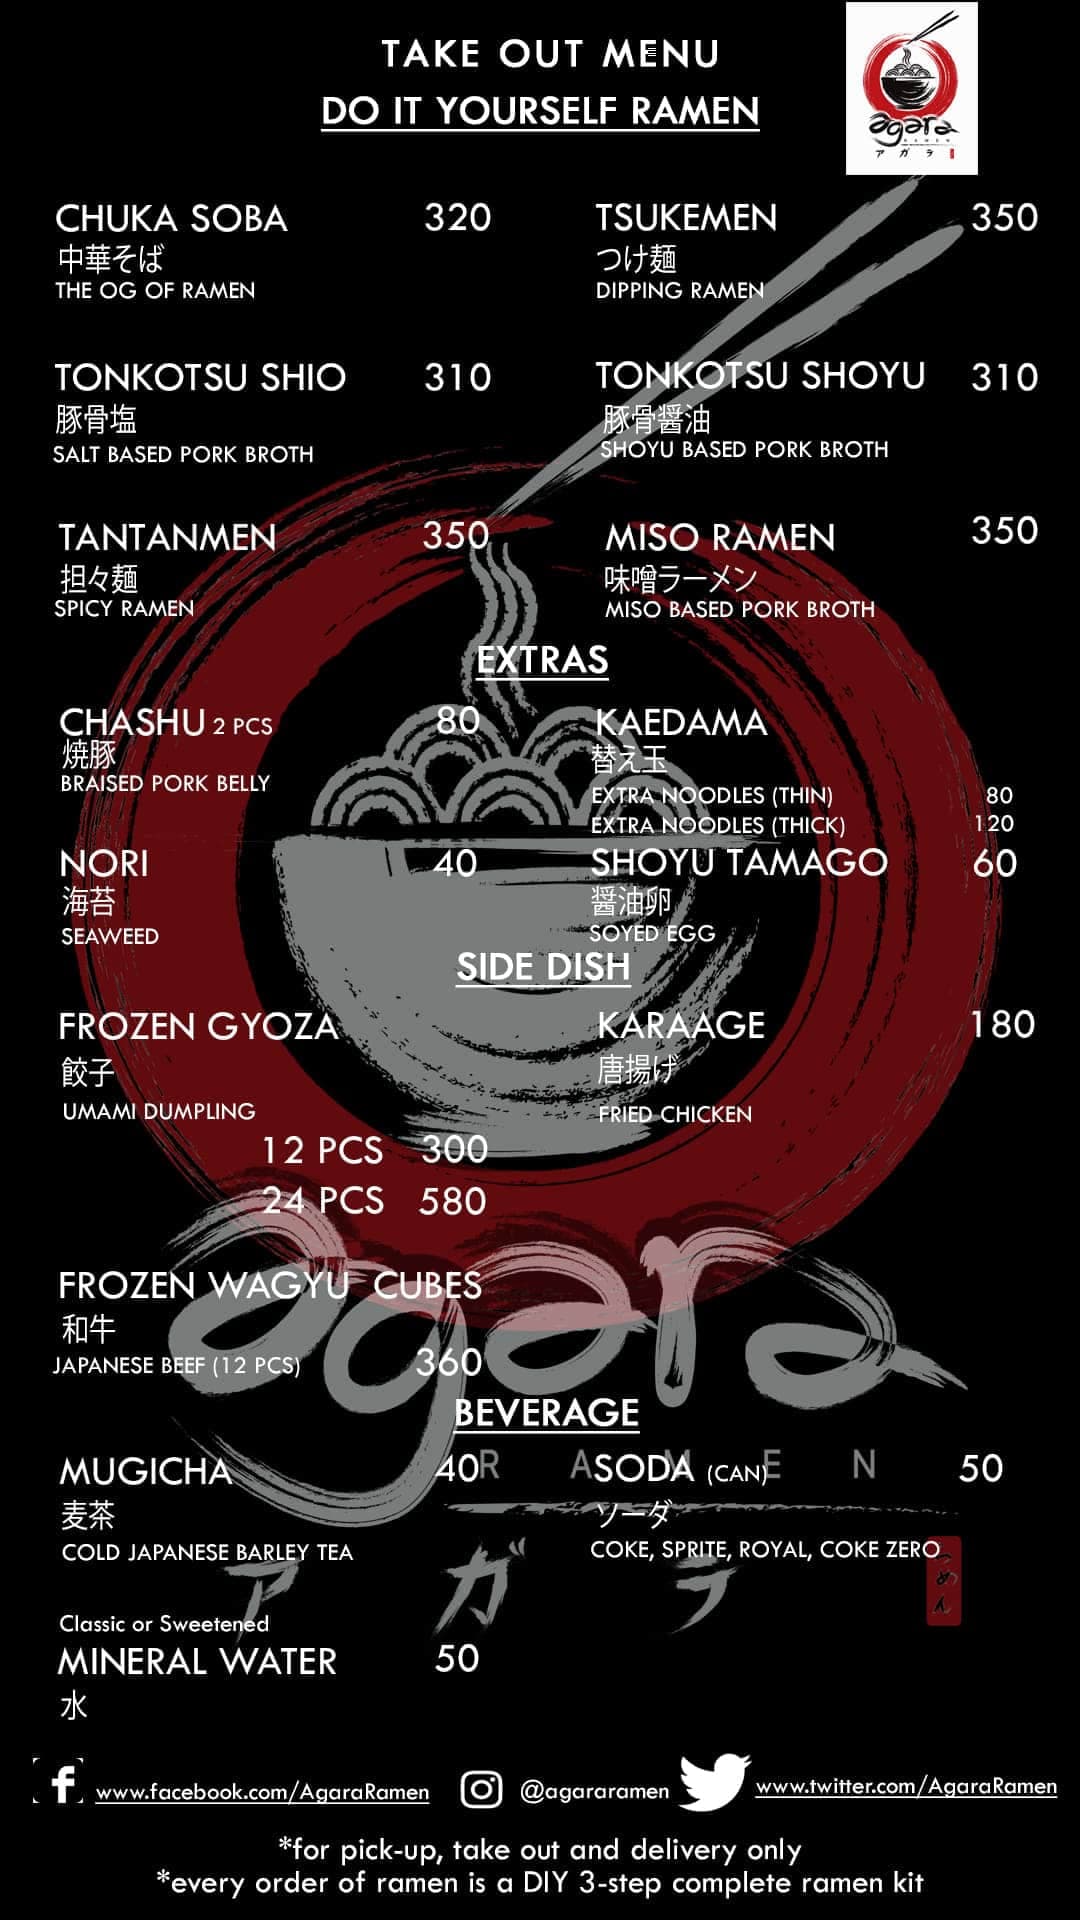 TAKE OUT MENU
DO IT YOURSELF RAMEN
agara
RAMEN
アガラ
CHUKA SOBA 320
中華そば
THE OG OF RAMEN
TSUKEMEN 350
つけ麺
DIPPING RAMEN
TONKOTSU SHIO 310
豚骨塩
SALT BASED PORK BROTH
TONKOTSU SHOYU 310
豚骨醤油
SHOYU BASED PORK BROTH
TANTANMEN 350
担々麺
SPICY RAMEN
MISO RAMEN 350
味噌ラーメン
MISO BASED PORK BROTH
EXTRAS
CHASHU 2 PCS 80
焼豚
BRAISED PORK BELLY
KAEDAMA
替え玉
EXTRA NOODLES (THIN) 80
EXTRA NOODLES (THICK) 120
NORI 40
海苔
SEAWEED
SHOYU TAMAGO 60
醤油卵
SOYED EGG
SIDE DISH
FROZEN GYOZA
餃子
UMAMI DUMPLING
12 PCS 300
24 PCS 580
KARAAGE 180
唐揚げ
FRIED CHICKEN
FROZEN WAGYU CUBES
和牛
JAPANESE BEEF (12 PCS) 360
agara
BEVERAGE
RAMEN
MUGICHA 40
麦茶
COLD JAPANESE BARLEY TEA
SODA (CAN) 50
ソーダ
COKE, SPRITE, ROYAL, COKE ZERO
アガラ
Classic or Sweetened
MINERAL WATER 50
水
www.facebook.com/AgaraRamen
@agararamen
www.twitter.com/AgaraRamen
*for pick-up, take out and delivery only
*every order of ramen is a DIY 3-step complete ramen kit